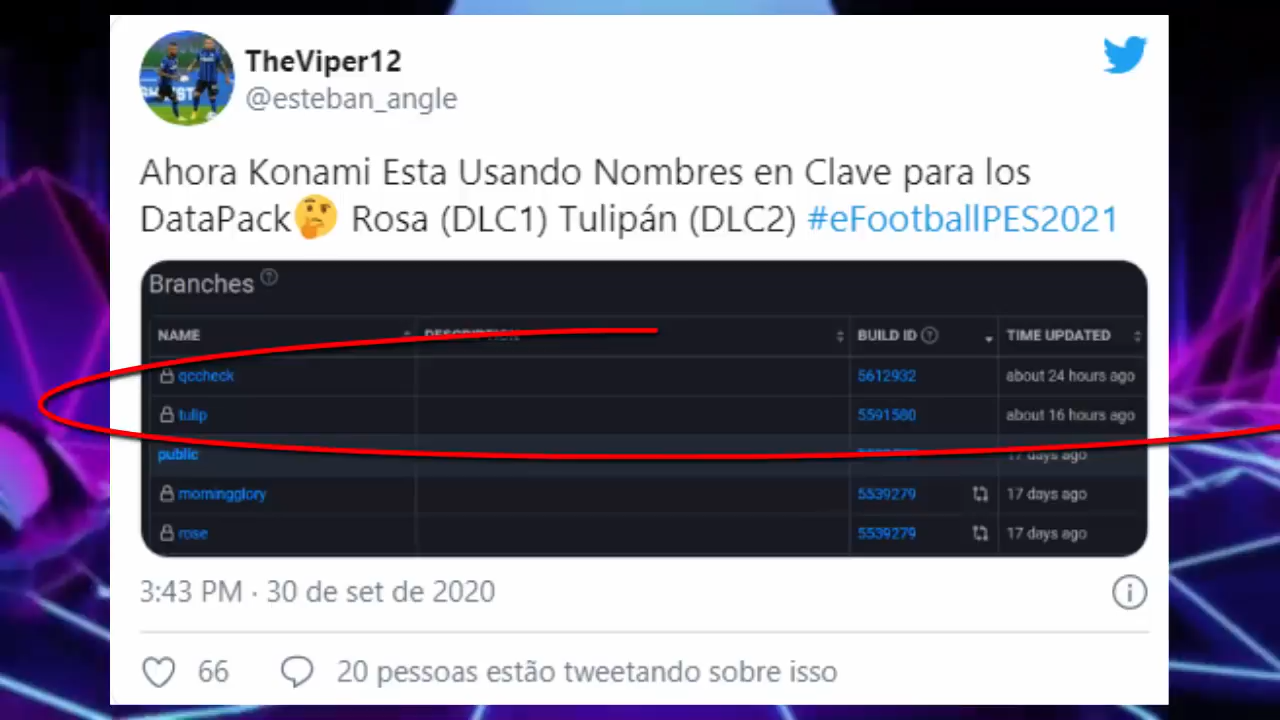 TheViper12
@esteban_angle
Ahora Konami Esta Usando Nombres en Clave para los
DataPack🤔 Rosa (DLC1) Tulipán (DLC2) #eFootballPES2021
Branches ?
NAME DESCRIPTION BUILD ID ? TIME UPDATED
qccheck 5612932 about 24 hours ago
tulip 5591580 about 16 hours ago
public 17 days ago
morningglory 5539279 17 days ago
rose 5539279 17 days ago
3:43 PM · 30 de set de 2020
66 20 pessoas estão tweetando sobre isso